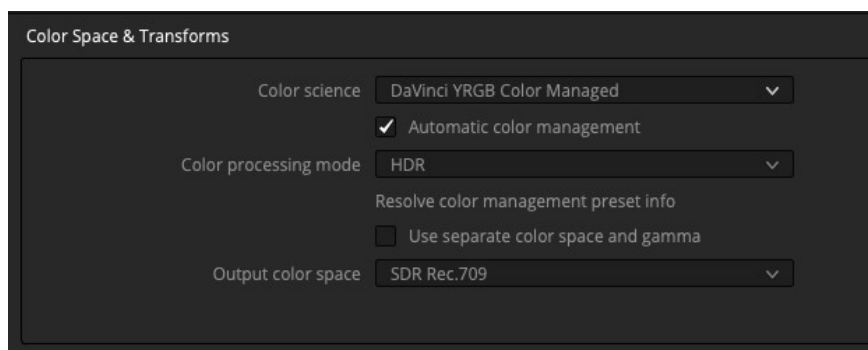 Color Space & Transforms
Color science DaVinci YRGB Color Managed
Automatic color management
Color processing mode HDR
Resolve color management preset info
Use separate color space and gamma
Output color space SDR Rec.709